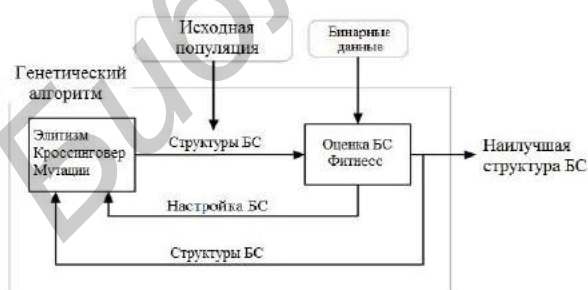 Исходная
популяция
Бинарные
данные
Генетический
алгоритм
Элитизм
Кроссинговер
Мутации
Структуры БС
Оценка БС
Фитнесс
Наилучшая
структура БС
Настройка БС
Структуры БС